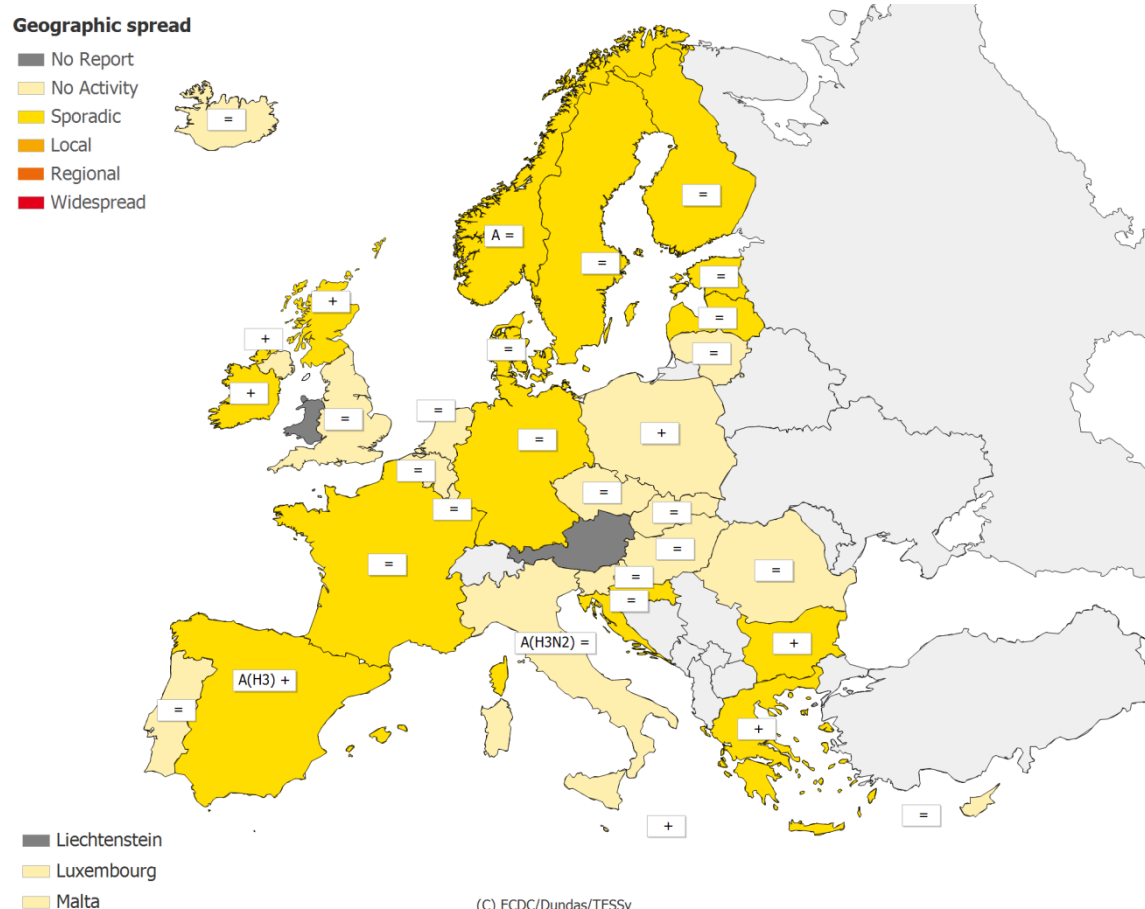 Geographic spread
No Report
No Activity
Sporadic
Local
Regional
Widespread
=
=
A =
=
=
+
=
+
=
=
+
=
=
=
+
=
=
=
=
=
=
=
=
A(H3N2) =
+
A(H3) +
=
+
=
+
Liechtenstein
Luxembourg
Malta
(C) ECDC/Dundas/TESSy